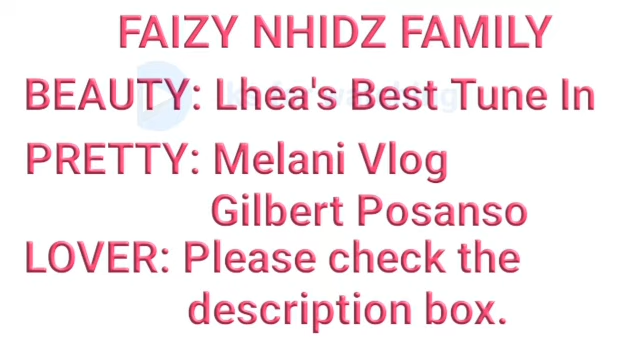 FAIZY NHIDZ FAMILY
BEAUTY: Lhea's Best Tune In
PRETTY: Melani Vlog
Gilbert Posanso
LOVER: Please check the
description box.